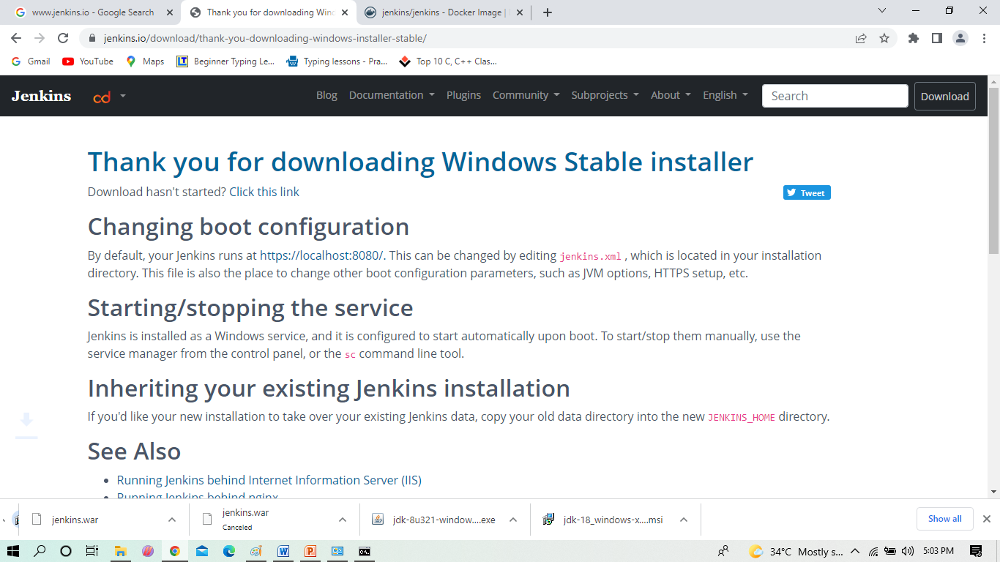 www.jenkins.io - Google Search
Thank you for downloading Winc
jenkins/jenkins - Docker Image |
jenkins.io/download/thank-you-downloading-windows-installer-stable/
Gmail YouTube Maps Beginner Typing Le... Typing lessons - Pra... Top 10 C, C++ Clas...
Jenkins cd Blog Documentation Plugins Community Subprojects About English Search Download
Thank you for downloading Windows Stable installer
Download hasn't started? Click this link
Tweet
Changing boot configuration
By default, your Jenkins runs at https://localhost:8080/. This can be changed by editing jenkins.xml , which is located in your installation
directory. This file is also the place to change other boot configuration parameters, such as JVM options, HTTPS setup, etc.
Starting/stopping the service
Jenkins is installed as a Windows service, and it is configured to start automatically upon boot. To start/stop them manually, use the
service manager from the control panel, or the sc command line tool.
Inheriting your existing Jenkins installation
If you'd like your new installation to take over your existing Jenkins data, copy your old data directory into the new JENKINS_HOME directory.
See Also
• Running Jenkins behind Internet Information Server (IIS)
• Running Jenkins behind nginx
jenkins.war
jenkins.war
Canceled
jdk-8u321-window....exe
jdk-18_windows-x....msi
Show all
34°C Mostly s... 5:03 PM